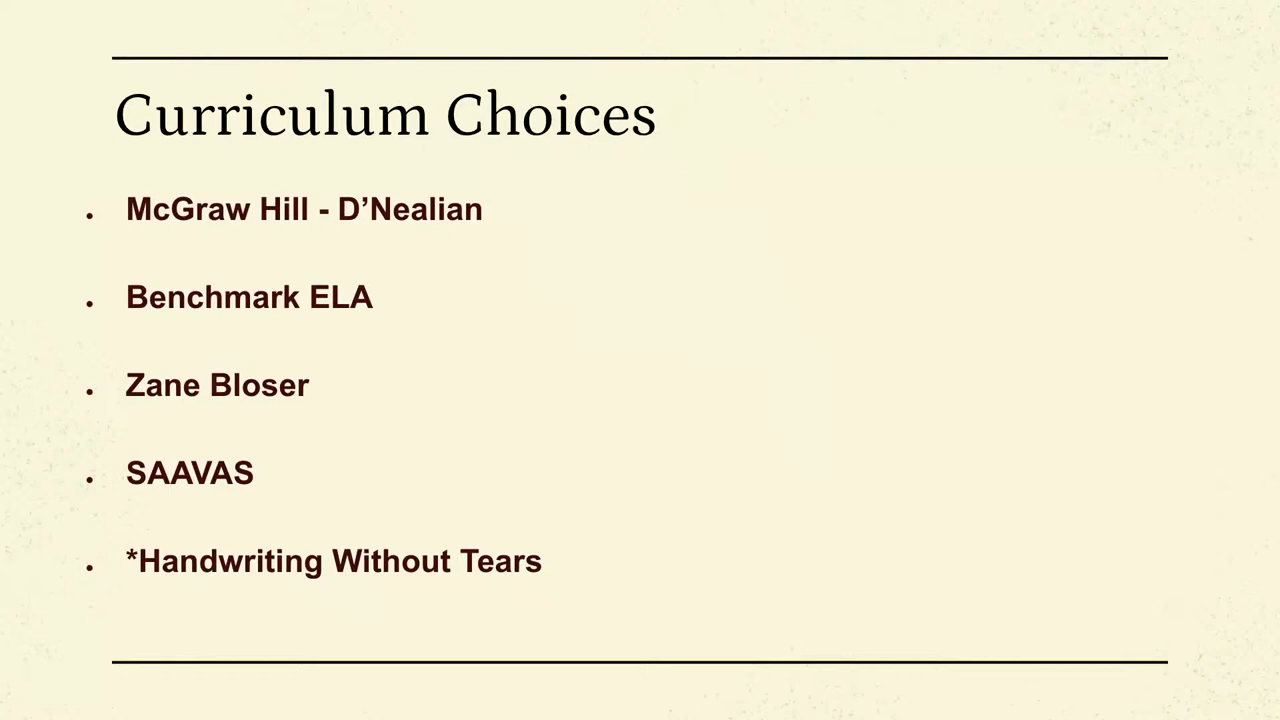 Curriculum Choices
McGraw Hill - D’Nealian
Benchmark ELA
Zane Bloser
SAAVAS
*Handwriting Without Tears